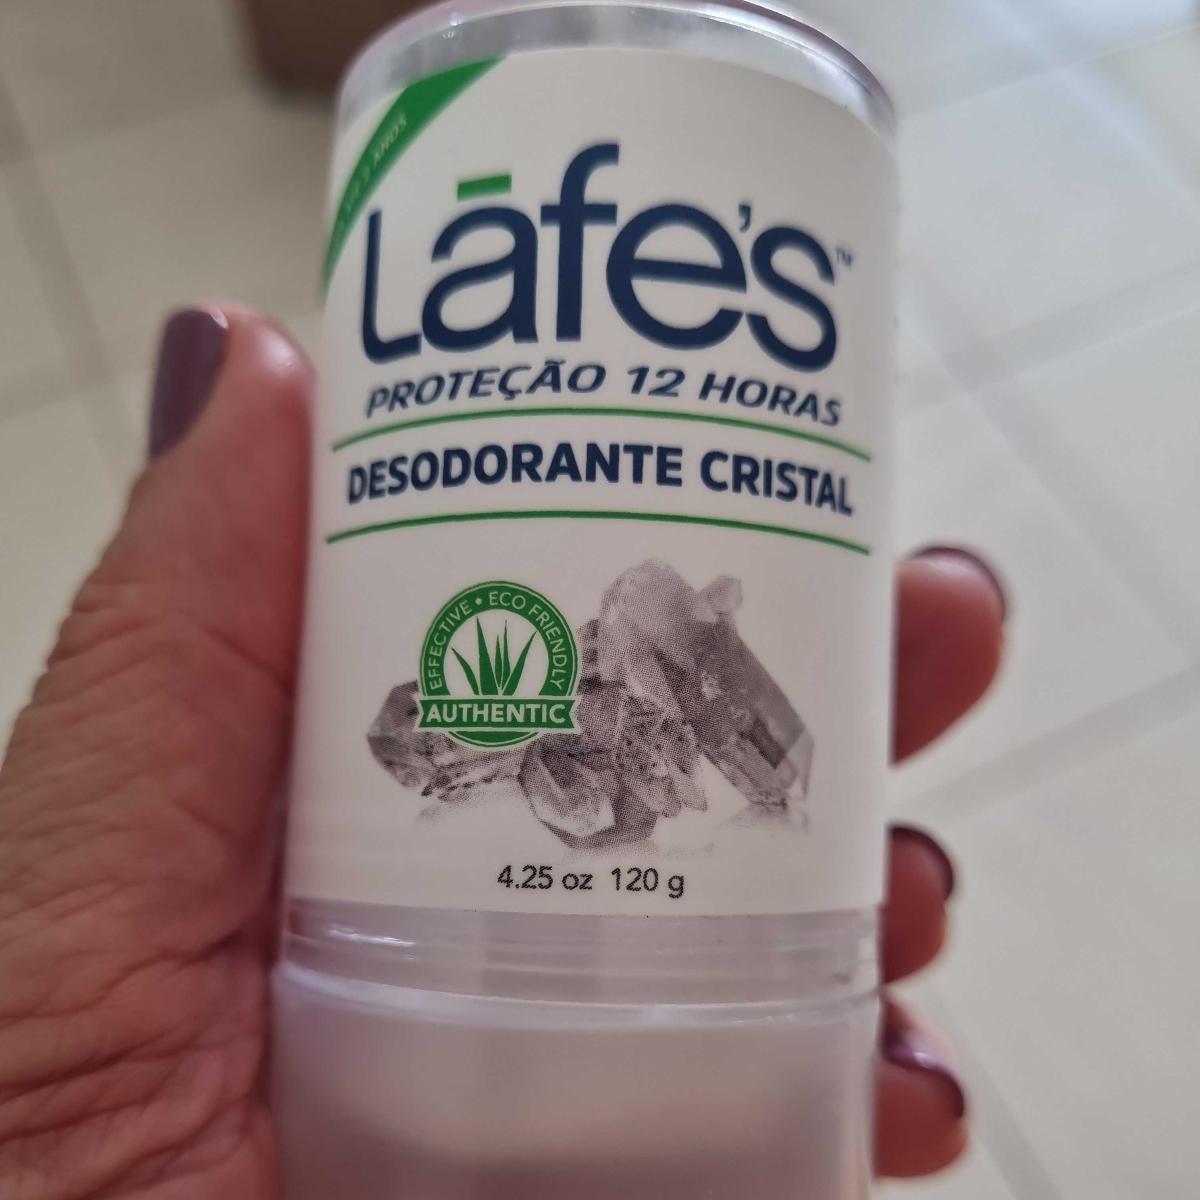 Lāfe's™
PROTEÇÃO 12 HORAS
DESODORANTE CRISTAL
EFFECTIVE • ECO FRIENDLY
AUTHENTIC
4.25 oz 120 g